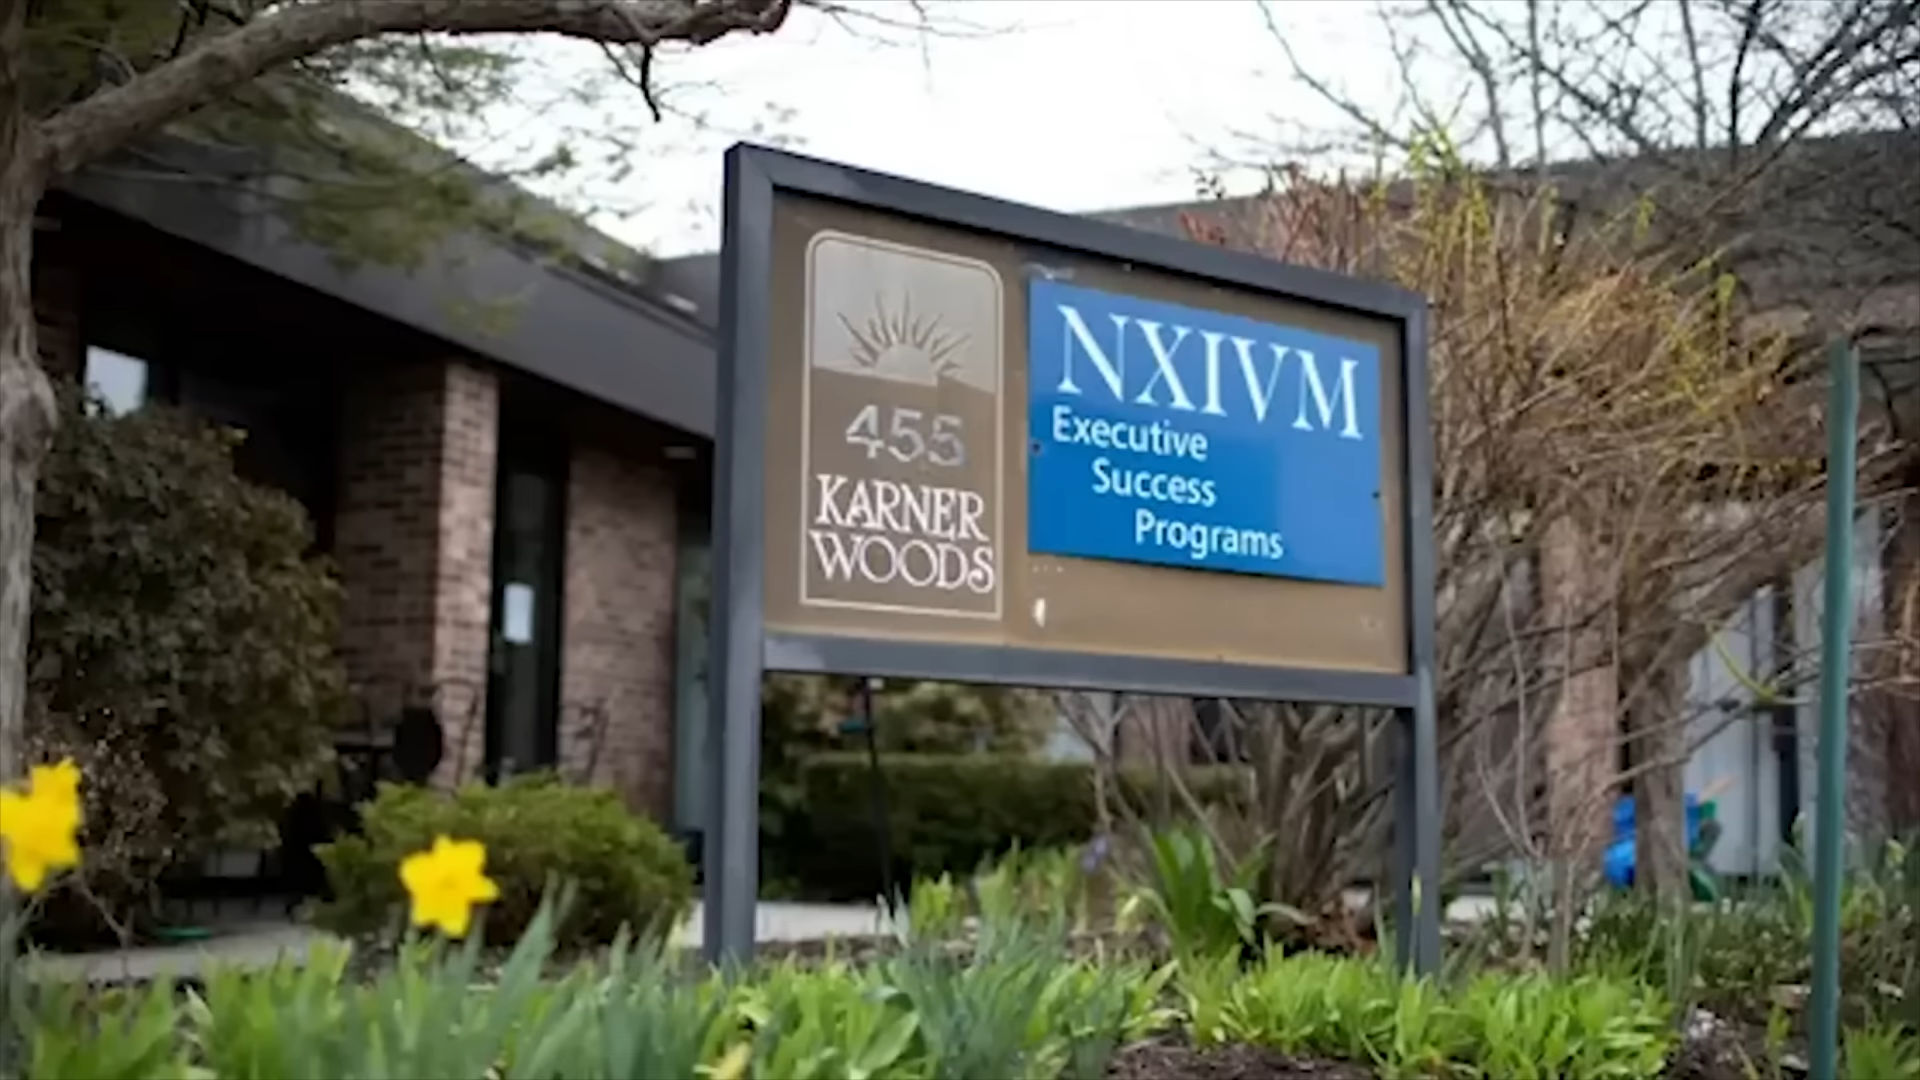 455
KARNER
WOODS
NXIVM
Executive
Success
Programs